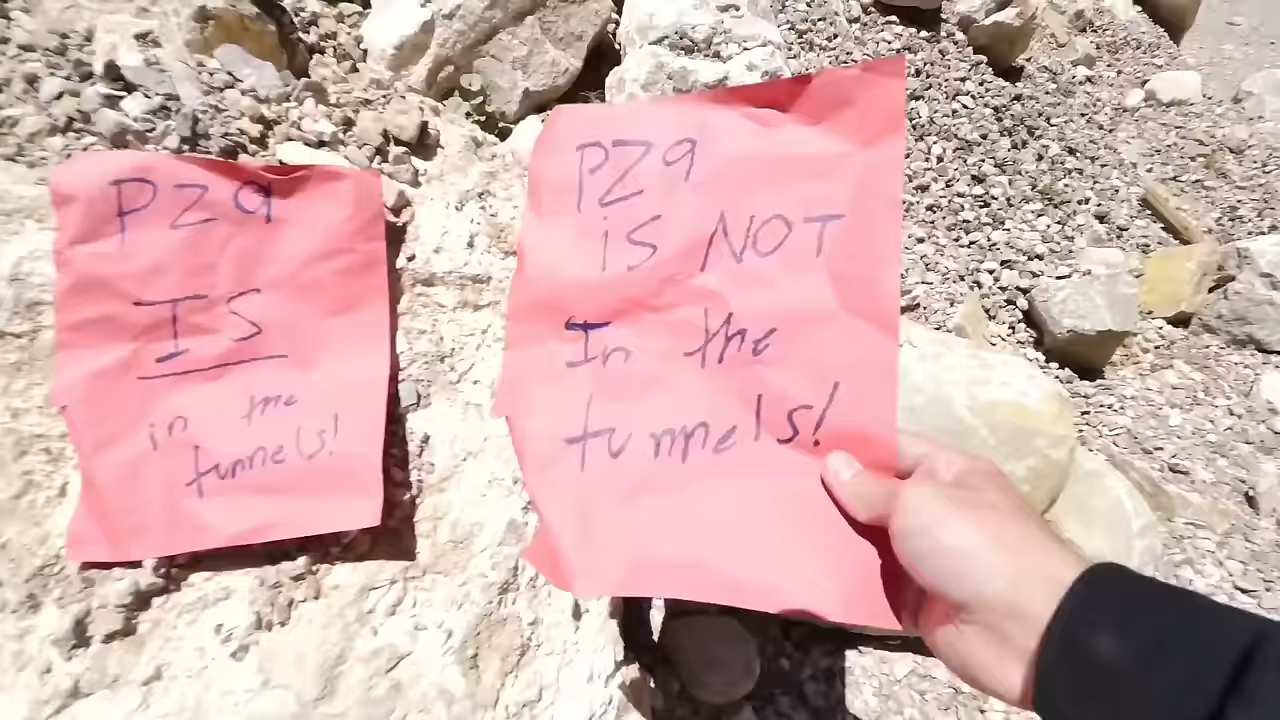 PZ9
IS
in the
tunnels!
PZ9
iS NOT
In the
tunnels!